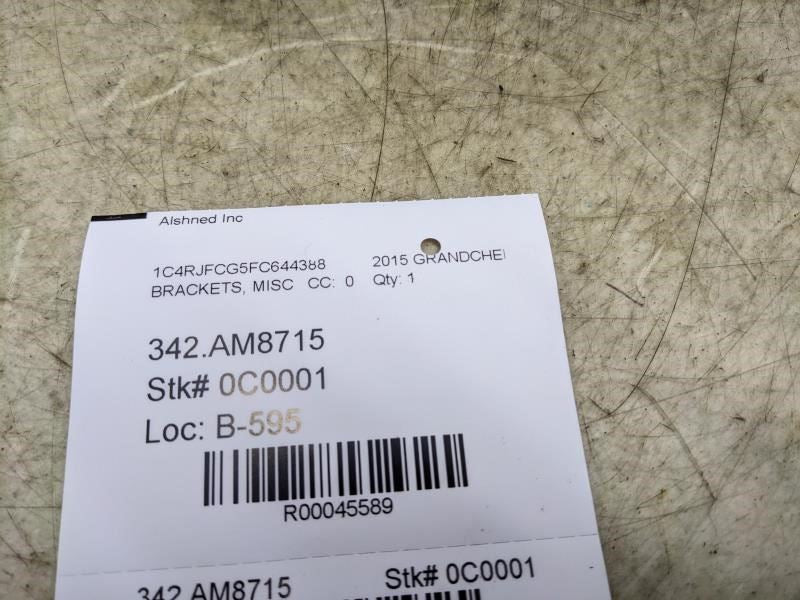 Alshned Inc
1C4RJFCG5FC644388 2015 GRANDCHE
BRACKETS, MISC CC: 0 Qty: 1
342.AM8715
Stk# 0C0001
Loc: B-595
R00045589
342.AM8715 Stk# 0C0001